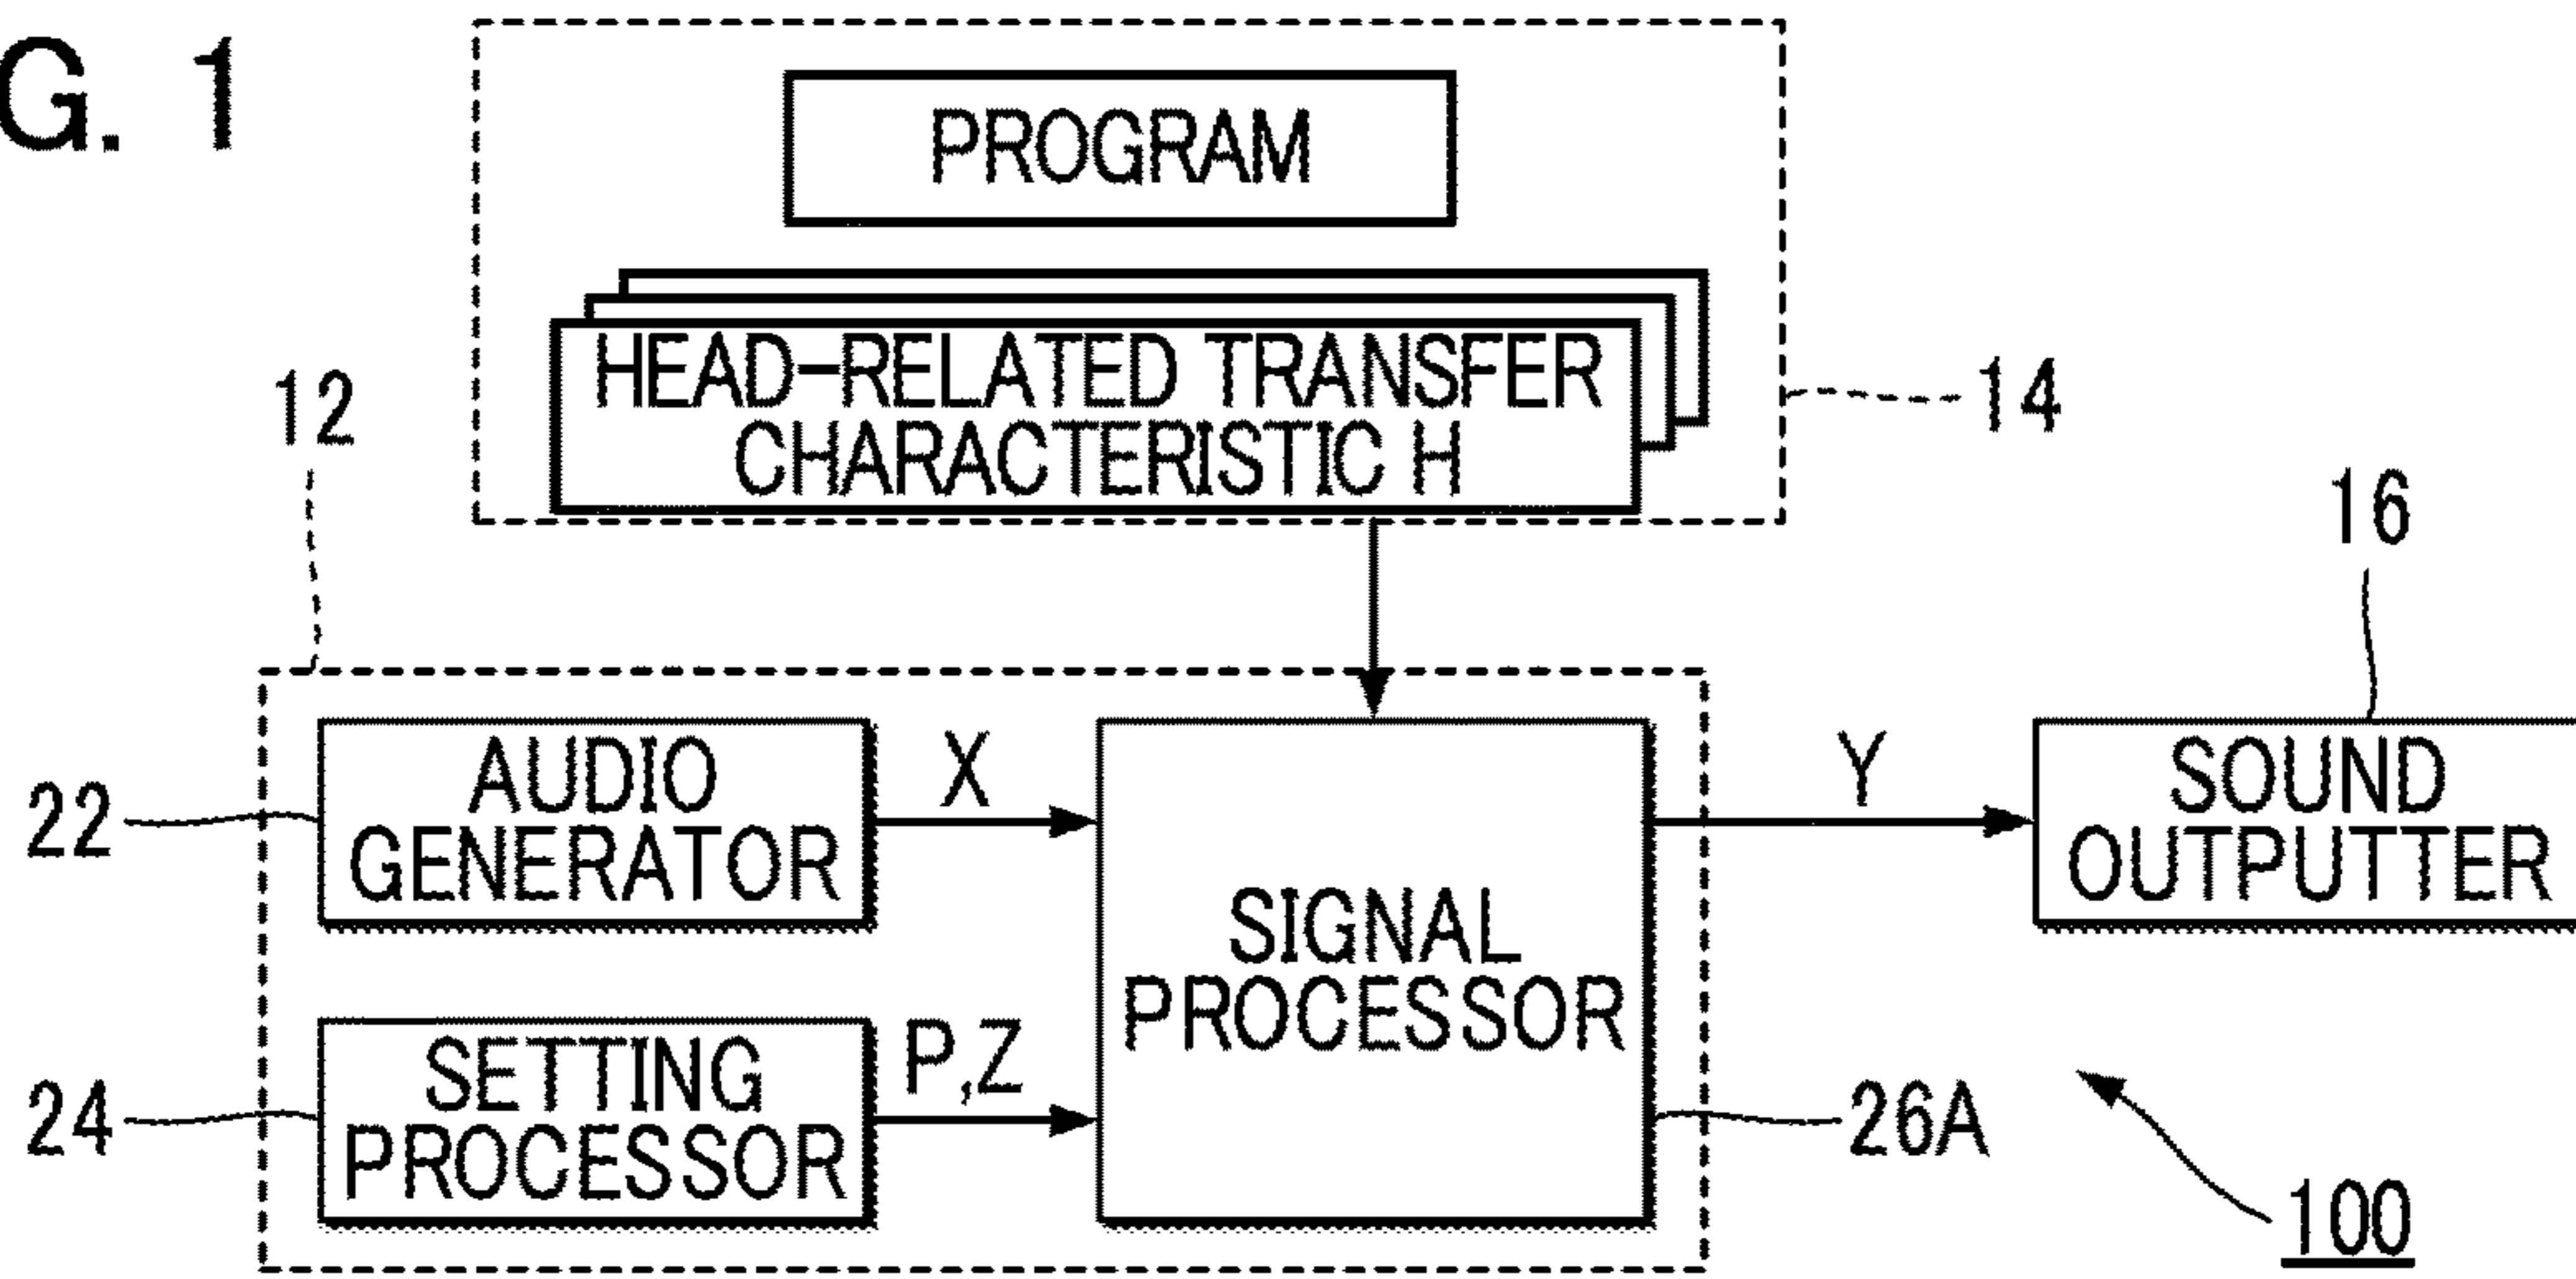 G. 1
PROGRAM
HEAD-RELATED TRANSFER
CHARACTERISTIC H
12
14
16
AUDIO
GENERATOR
22
X
SIGNAL
PROCESSOR
Y
SOUND
OUTPUTTER
SETTING
PROCESSOR
24
P,Z
26A
100